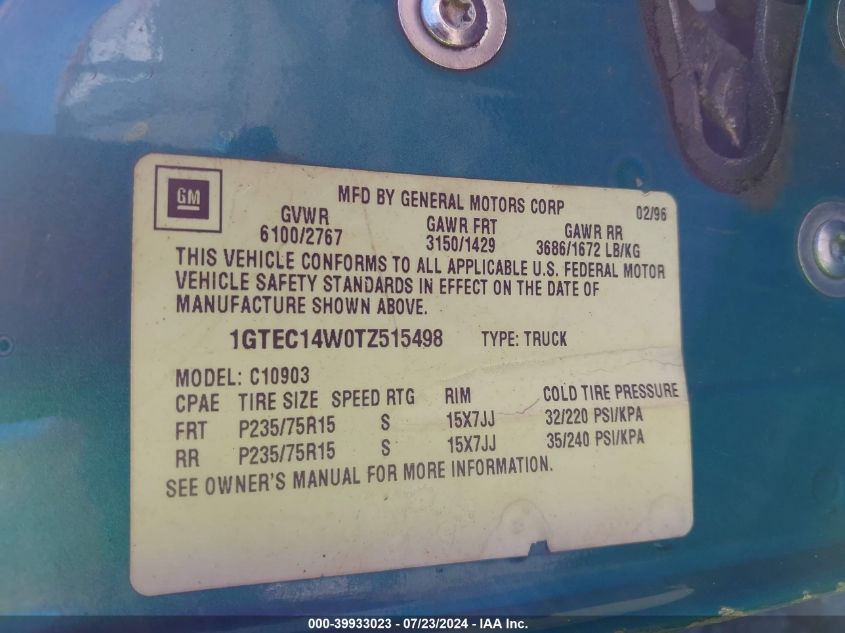 GM
MFD BY GENERAL MOTORS CORP 02/96
GVWR GAWR FRT GAWR RR
6100/2767 3150/1429 3686/1672 LB/KG
THIS VEHICLE CONFORMS TO ALL APPLICABLE U.S. FEDERAL MOTOR
VEHICLE SAFETY STANDARDS IN EFFECT ON THE DATE OF
MANUFACTURE SHOWN ABOVE.
1GTEC14W0TZ515498 TYPE: TRUCK
MODEL: C10903
CPAE TIRE SIZE SPEED RTG RIM COLD TIRE PRESSURE
FRT P235/75R15 S 15X7JJ 32/220 PSI/KPA
RR P235/75R15 S 15X7JJ 35/240 PSI/KPA
SEE OWNER'S MANUAL FOR MORE INFORMATION.
000-39933023 / 07/23/2024 - IAA Inc.